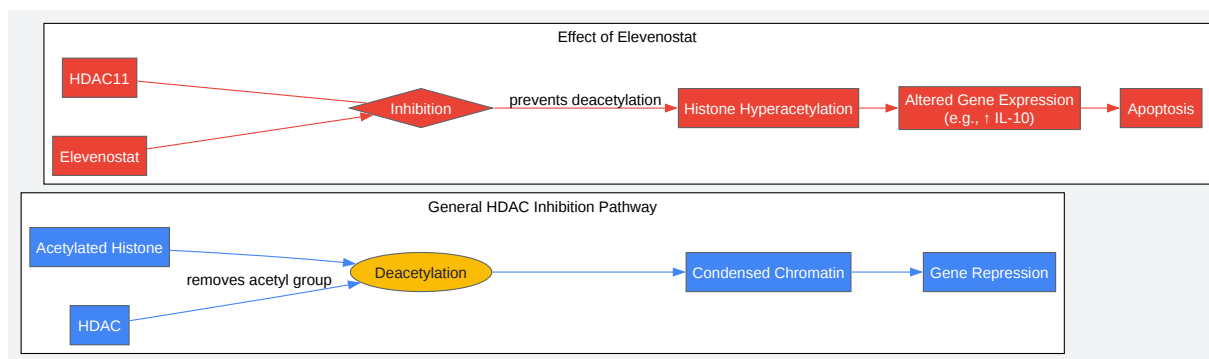 Effect of Elevenostat
HDAC11
Elevenostat
Inhibition
prevents deacetylation
Histone Hyperacetylation
Altered Gene Expression
(e.g., ↑ IL-10)
Apoptosis
General HDAC Inhibition Pathway
Acetylated Histone
removes acetyl group
HDAC
Deacetylation
Condensed Chromatin
Gene Repression